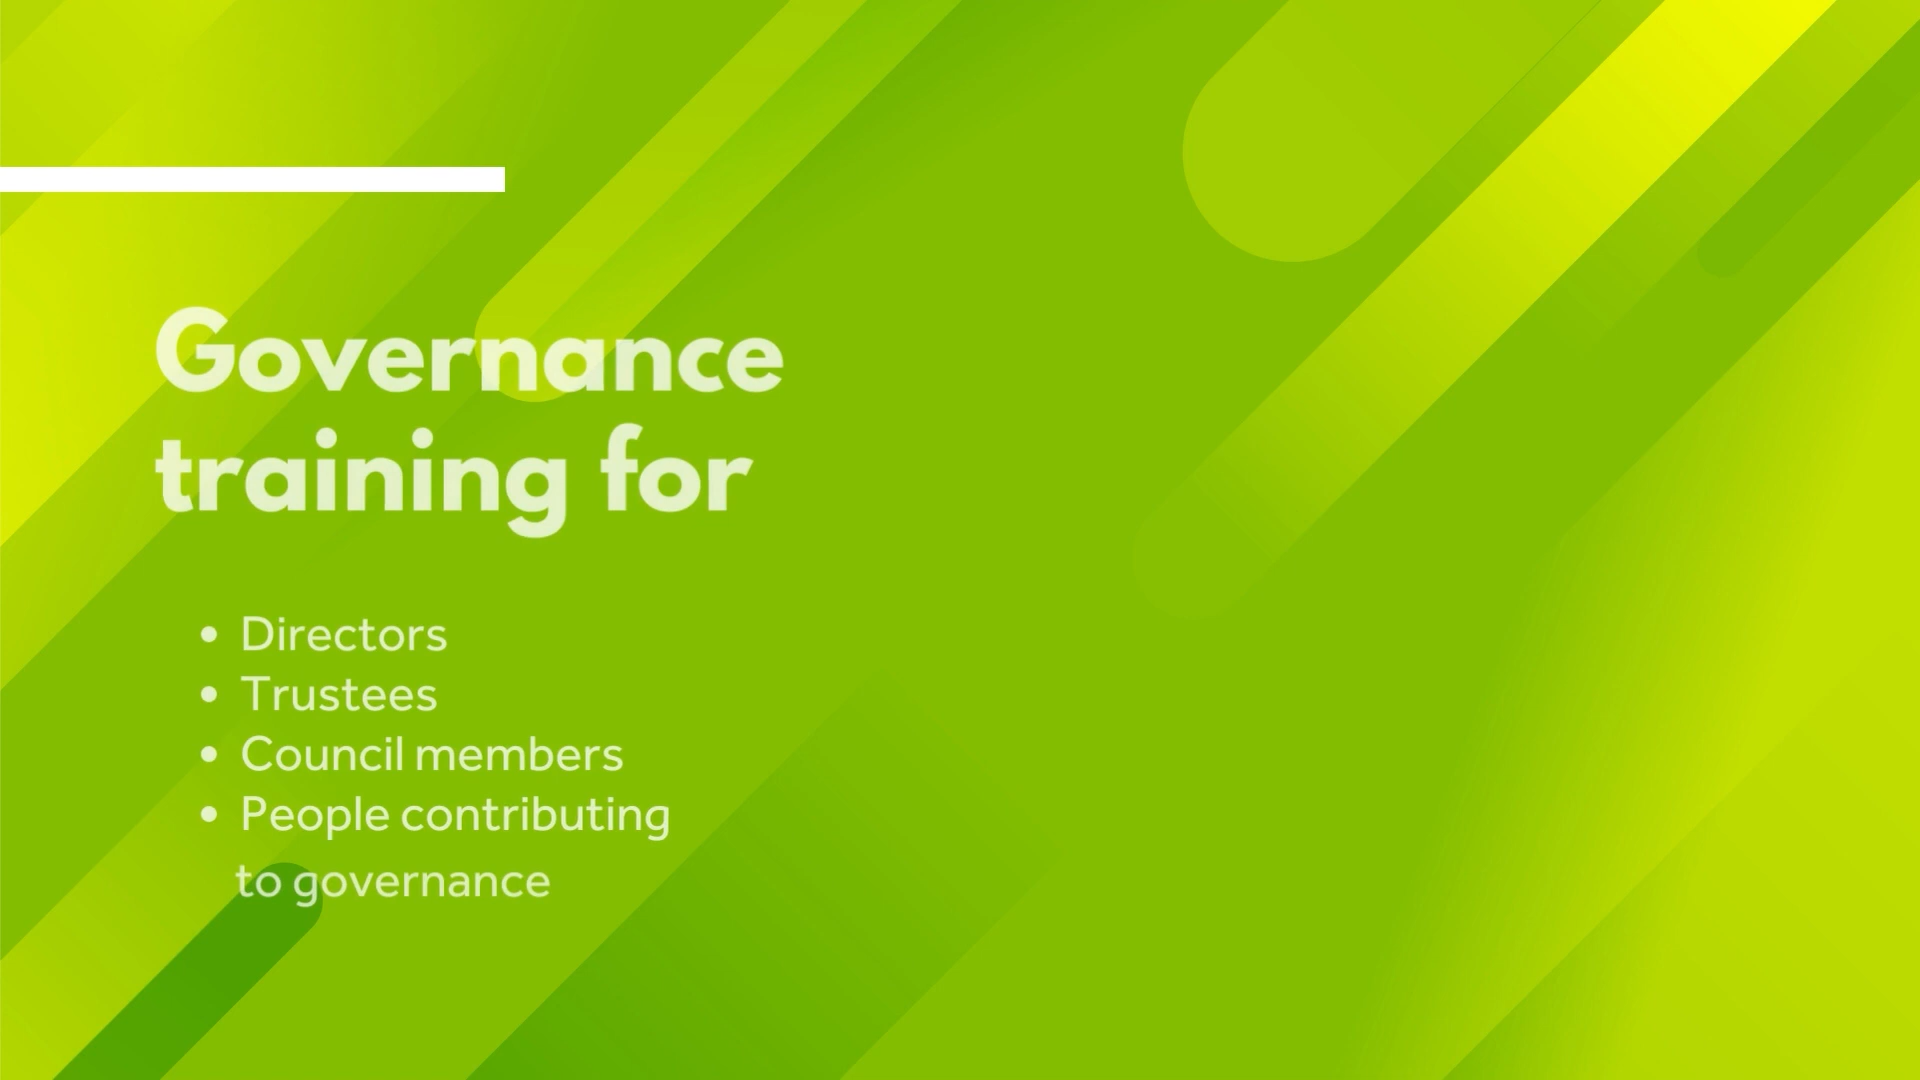 Governance
training for
• Directors
• Trustees
• Council members
• People contributing
to governance